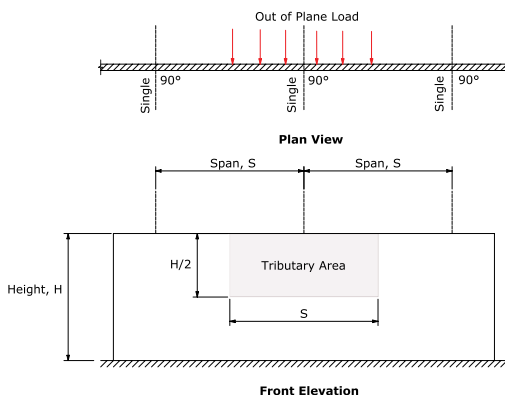 Out of Plane Load
Single
90°
Single
90°
Single
90°
Plan View
Span, S
Span, S
Height, H
H/2
Tributary Area
S
Front Elevation